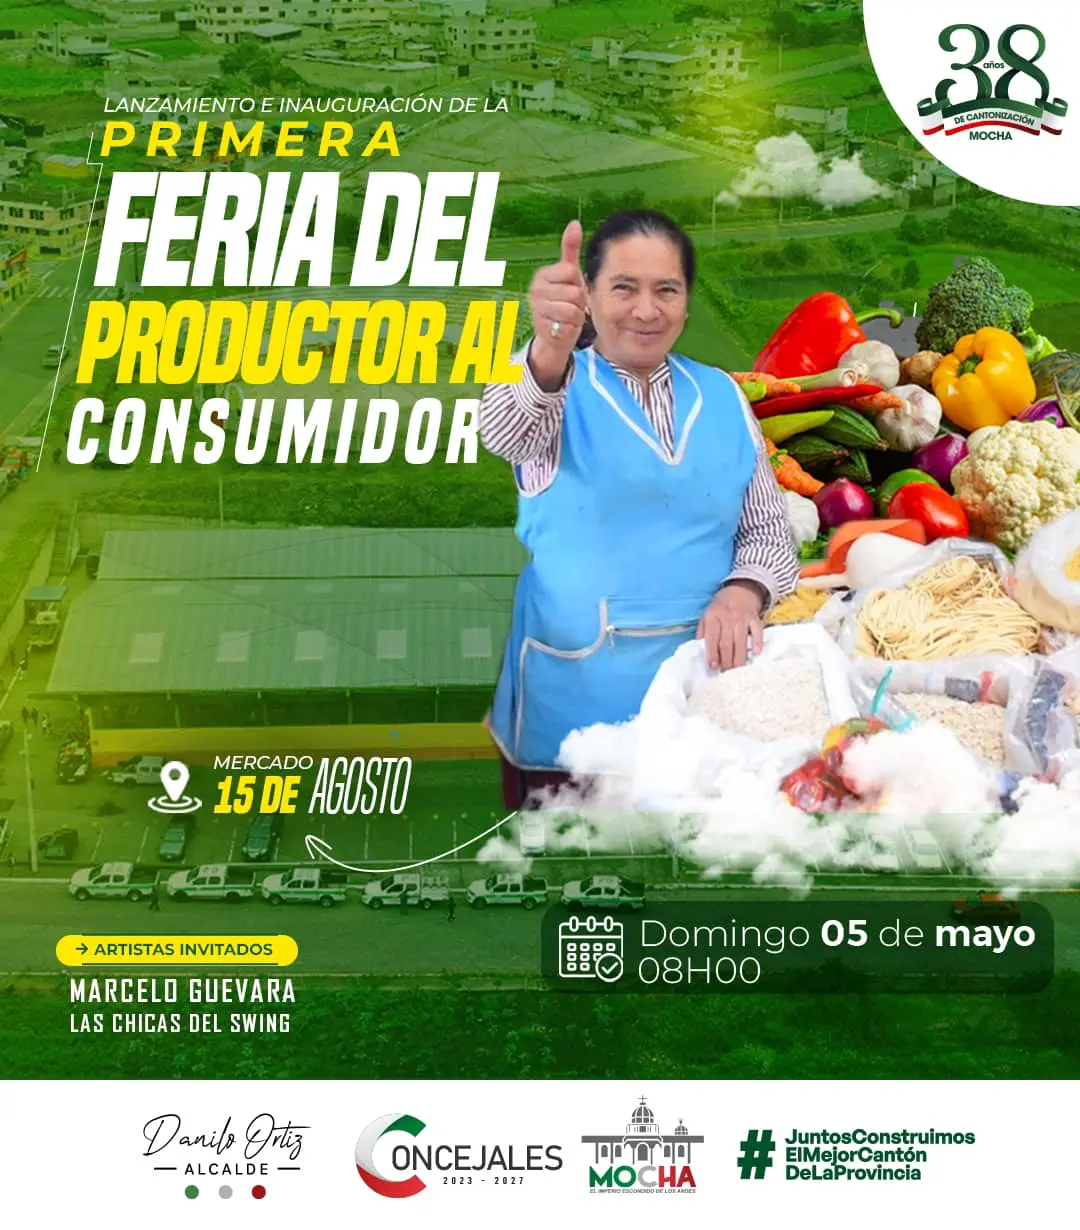 LANZAMIENTO E INAUGURACIÓN DE LA
PRIMERA
FERIA DEL
PRODUCTOR AL
CONSUMIDOR
38
años
DE CANTONIZACIÓN
MOCHA
MERCADO
15 DE AGOSTO
Domingo 05 de mayo
08H00
→ ARTISTAS INVITADOS
MARCELO GUEVARA
LAS CHICAS DEL SWING
Danilo Ortiz
ALCALDE
CONCEJALES
2023 - 2027
MOCHA
EL IMPERIO ESCONDIDO DE LOS ANDES
#JuntosConstruimos
ElMejorCantón
DeLaProvincia